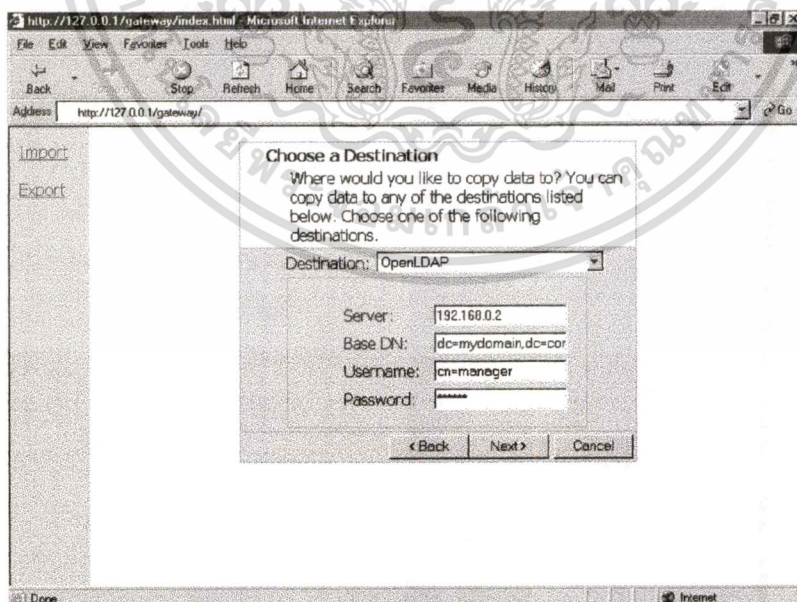 http://127.0.0.1/gateway/index.html - Microsoft Internet Explorer
File Edit View Favorites Tools Help
Back Stop Refresh Home Search Favorites Media History Mail Print Edit
Address http://127.0.0.1/gateway/ Go
Import
Export
Choose a Destination
Where would you like to copy data to? You can
copy data to any of the destinations listed
below. Choose one of the following
destinations.
Destination: OpenLDAP
Server: 192.168.0.2
Base DN: dc=mydomain,dc=cor
Username: cn=manager
Password: ******
< Back Next > Cancel
Done Internet